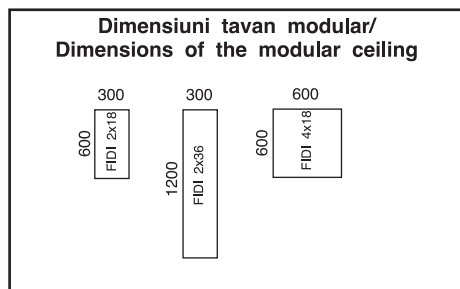 Dimensiuni tavan modular/
Dimensions of the modular ceiling
300 300 600
600 FIDI 2x18 1200 FIDI 2x36 600 FIDI 4x18